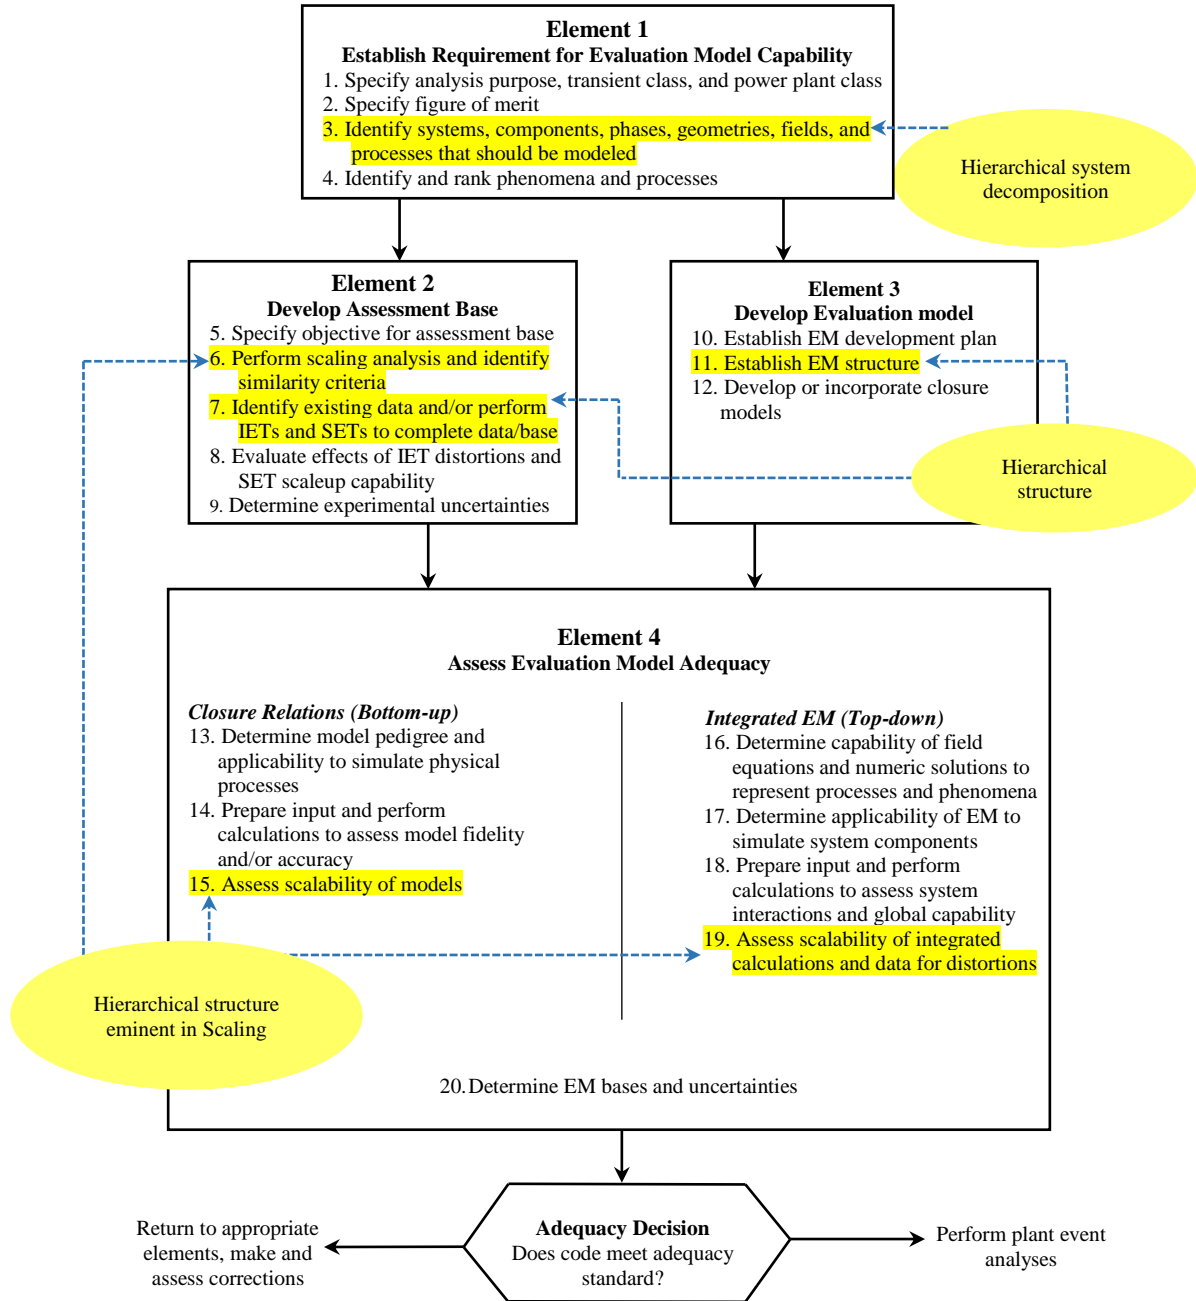 Element 1
Establish Requirement for Evaluation Model Capability
1. Specify analysis purpose, transient class, and power plant class
2. Specify figure of merit
3. Identify systems, components, phases, geometries, fields, and
processes that should be modeled
4. Identify and rank phenomena and processes
Hierarchical system
decomposition
Element 2
Develop Assessment Base
5. Specify objective for assessment base
6. Perform scaling analysis and identify
similarity criteria
7. Identify existing data and/or perform
IETs and SETs to complete data/base
8. Evaluate effects of IET distortions and
SET scaleup capability
9. Determine experimental uncertainties
Element 3
Develop Evaluation model
10. Establish EM development plan
11. Establish EM structure
12. Develop or incorporate closure
models
Hierarchical
structure
Element 4
Assess Evaluation Model Adequacy
Closure Relations (Bottom-up)
13. Determine model pedigree and
applicability to simulate physical
processes
14. Prepare input and perform
calculations to assess model fidelity
and/or accuracy
15. Assess scalability of models
Integrated EM (Top-down)
16. Determine capability of field
equations and numeric solutions to
represent processes and phenomena
17. Determine applicability of EM to
simulate system components
18. Prepare input and perform
calculations to assess system
interactions and global capability
19. Assess scalability of integrated
calculations and data for distortions
Hierarchical structure
eminent in Scaling
20. Determine EM bases and uncertainties
Adequacy Decision
Does code meet adequacy
standard?
Return to appropriate
elements, make and
assess corrections
Perform plant event
analyses